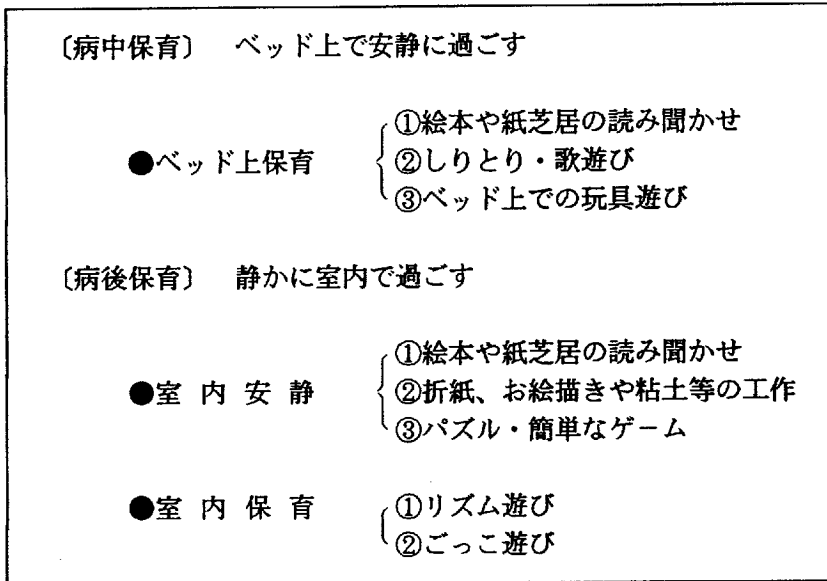 〔病中保育〕　ベッド上で安静に過ごす
①絵本や紙芝居の読み聞かせ
●ベッド上保育　②しりとり・歌遊び
③ベッド上での玩具遊び
〔病後保育〕　静かに室内で過ごす
①絵本や紙芝居の読み聞かせ
●室内安静　②折紙、お絵描きや粘土等の工作
③パズル・簡単なゲーム
●室内保育　①リズム遊び
②ごっこ遊び